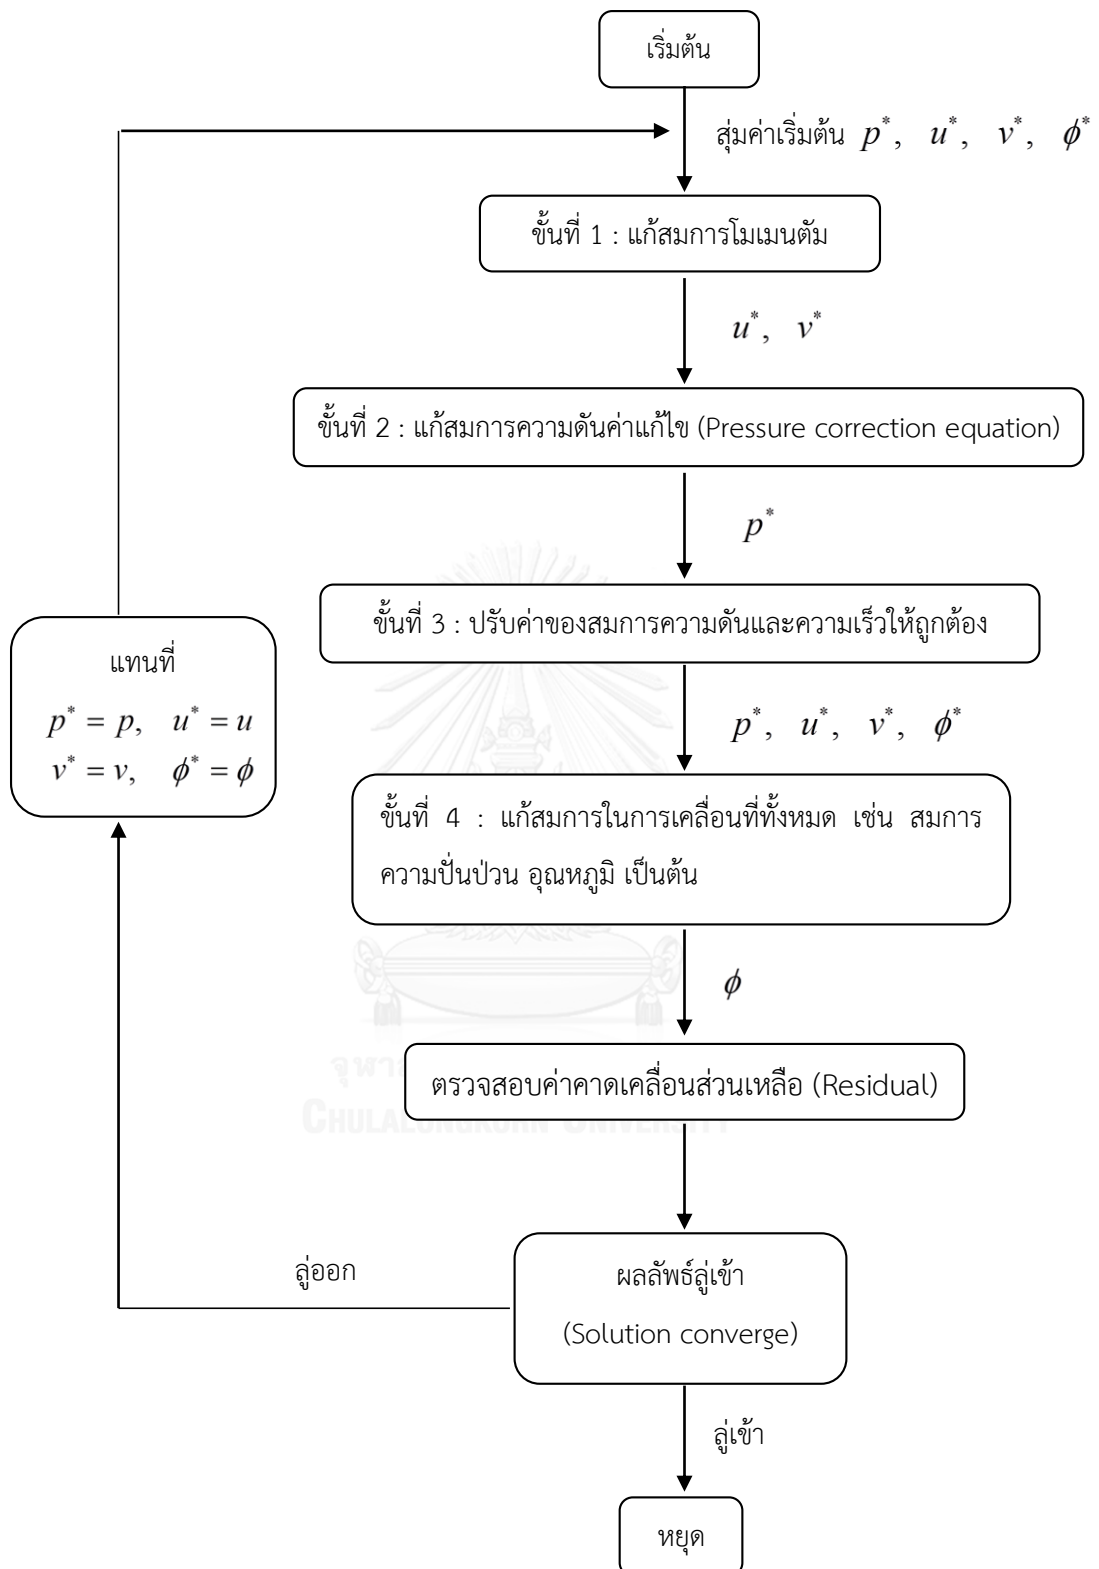 เริ่มต้น
สุ่มค่าเริ่มต้น p*, u*, v*, ϕ*
ขั้นที่ 1 : แก้สมการโมเมนตัม
u*, v*
ขั้นที่ 2 : แก้สมการความดันค่าแก้ไข (Pressure correction equation)
p*
ขั้นที่ 3 : ปรับค่าของสมการความดันและความเร็วให้ถูกต้อง
แทนที่
p* = p, u* = u
v* = v, ϕ* = ϕ
p*, u*, v*, ϕ*
ขั้นที่ 4 : แก้สมการในการเคลื่อนที่ทั้งหมด เช่น สมการ
ความปั่นป่วน อุณหภูมิ เป็นต้น
ϕ
ตรวจสอบค่าคาดเคลื่อนส่วนเหลือ (Residual)
CHULALONGKORN UNIVERSITY
ลู่ออก
ผลลัพธ์ลู่เข้า
(Solution converge)
ลู่เข้า
หยุด